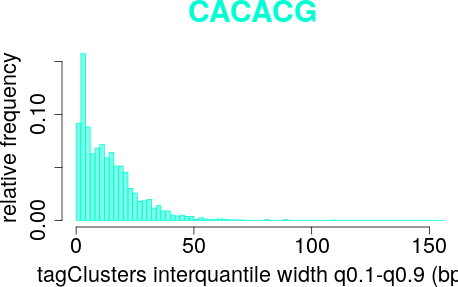 CACACG
relative frequency
0.10
0.00
0 50 100 150
tagClusters interquantile width q0.1-q0.9 (bp